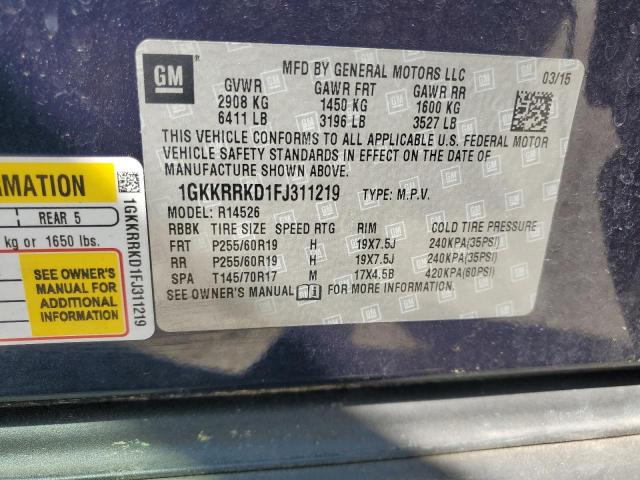 GM
MFD BY GENERAL MOTORS LLC 03/15
GVWR GAWR FRT GAWR RR
2908 KG 1450 KG 1600 KG
6411 LB 3196 LB 3527 LB
THIS VEHICLE CONFORMS TO ALL APPLICABLE U.S. FEDERAL MOTOR
VEHICLE SAFETY STANDARDS IN EFFECT ON THE DATE OF
MANUFACTURE SHOWN ABOVE.
1GKKRRKD1FJ311219 TYPE: M.P.V.
MODEL: R14526
RBBK TIRE SIZE SPEED RTG RIM COLD TIRE PRESSURE
FRT P255/60R19 H 19X7.5J 240KPA(35PSI)
RR P255/60R19 H 19X7.5J 240KPA(35PSI)
SPA T145/70R17 M 17X4.5B 420KPA(60PSI)
SEE OWNER'S MANUAL FOR MORE INFORMATION.
RMATION
REAR 5
kg or 1650 lbs.
SEE OWNER'S
MANUAL FOR
ADDITIONAL
INFORMATION
1GKKRRKD1FJ311219